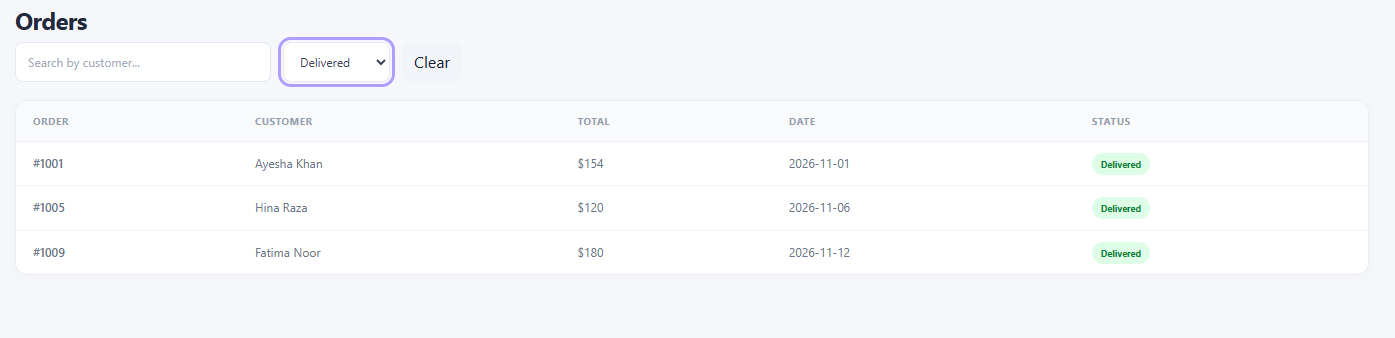 Orders
Search by customer... Delivered Clear
ORDER CUSTOMER TOTAL DATE STATUS
#1001 Ayesha Khan $154 2026-11-01 Delivered
#1005 Hina Raza $120 2026-11-06 Delivered
#1009 Fatima Noor $180 2026-11-12 Delivered